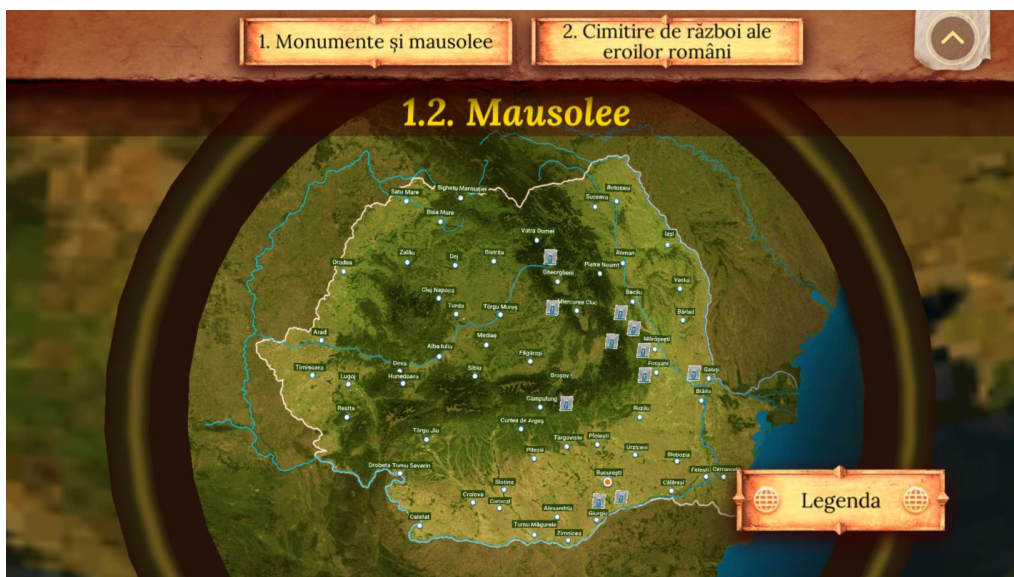 1. Monumente și mausolee
2. Cimitire de război ale
eroilor români
1.2. Mausolee
Satu Mare
Sighetu Marmației
Botoșani
Suceava
Baia Mare
Vatra Dornei
Iași
Zalău
Dej
Bistrița
Roman
Oradea
Piatra Neamț
Gheorgheni
Vaslui
Cluj Napoca
Bacău
Turda
Târgu Mureș
Miercurea Ciuc
Bârlad
Arad
Mediaș
Mărășești
Alba Iulia
Făgăraș
Deva
Focșani
Timișoara
Hunedoara
Sibiu
Brașov
Galați
Lugoj
Câmpulung
Brăila
Reșița
Buzău
Curtea de Argeș
Târgu Jiu
Târgoviște
Ploiești
Pitești
Urziceni
Slobozia
Drobeta Turnu Severin
București
Fetești
Cernavodă
Slatina
Călărași
Craiova
Caracal
Legenda
Alexandria
Giurgiu
Calafat
Turnu Măgurele
Zimnicea